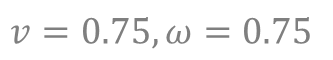 𝑣 = 0.75, 𝜔 = 0.75